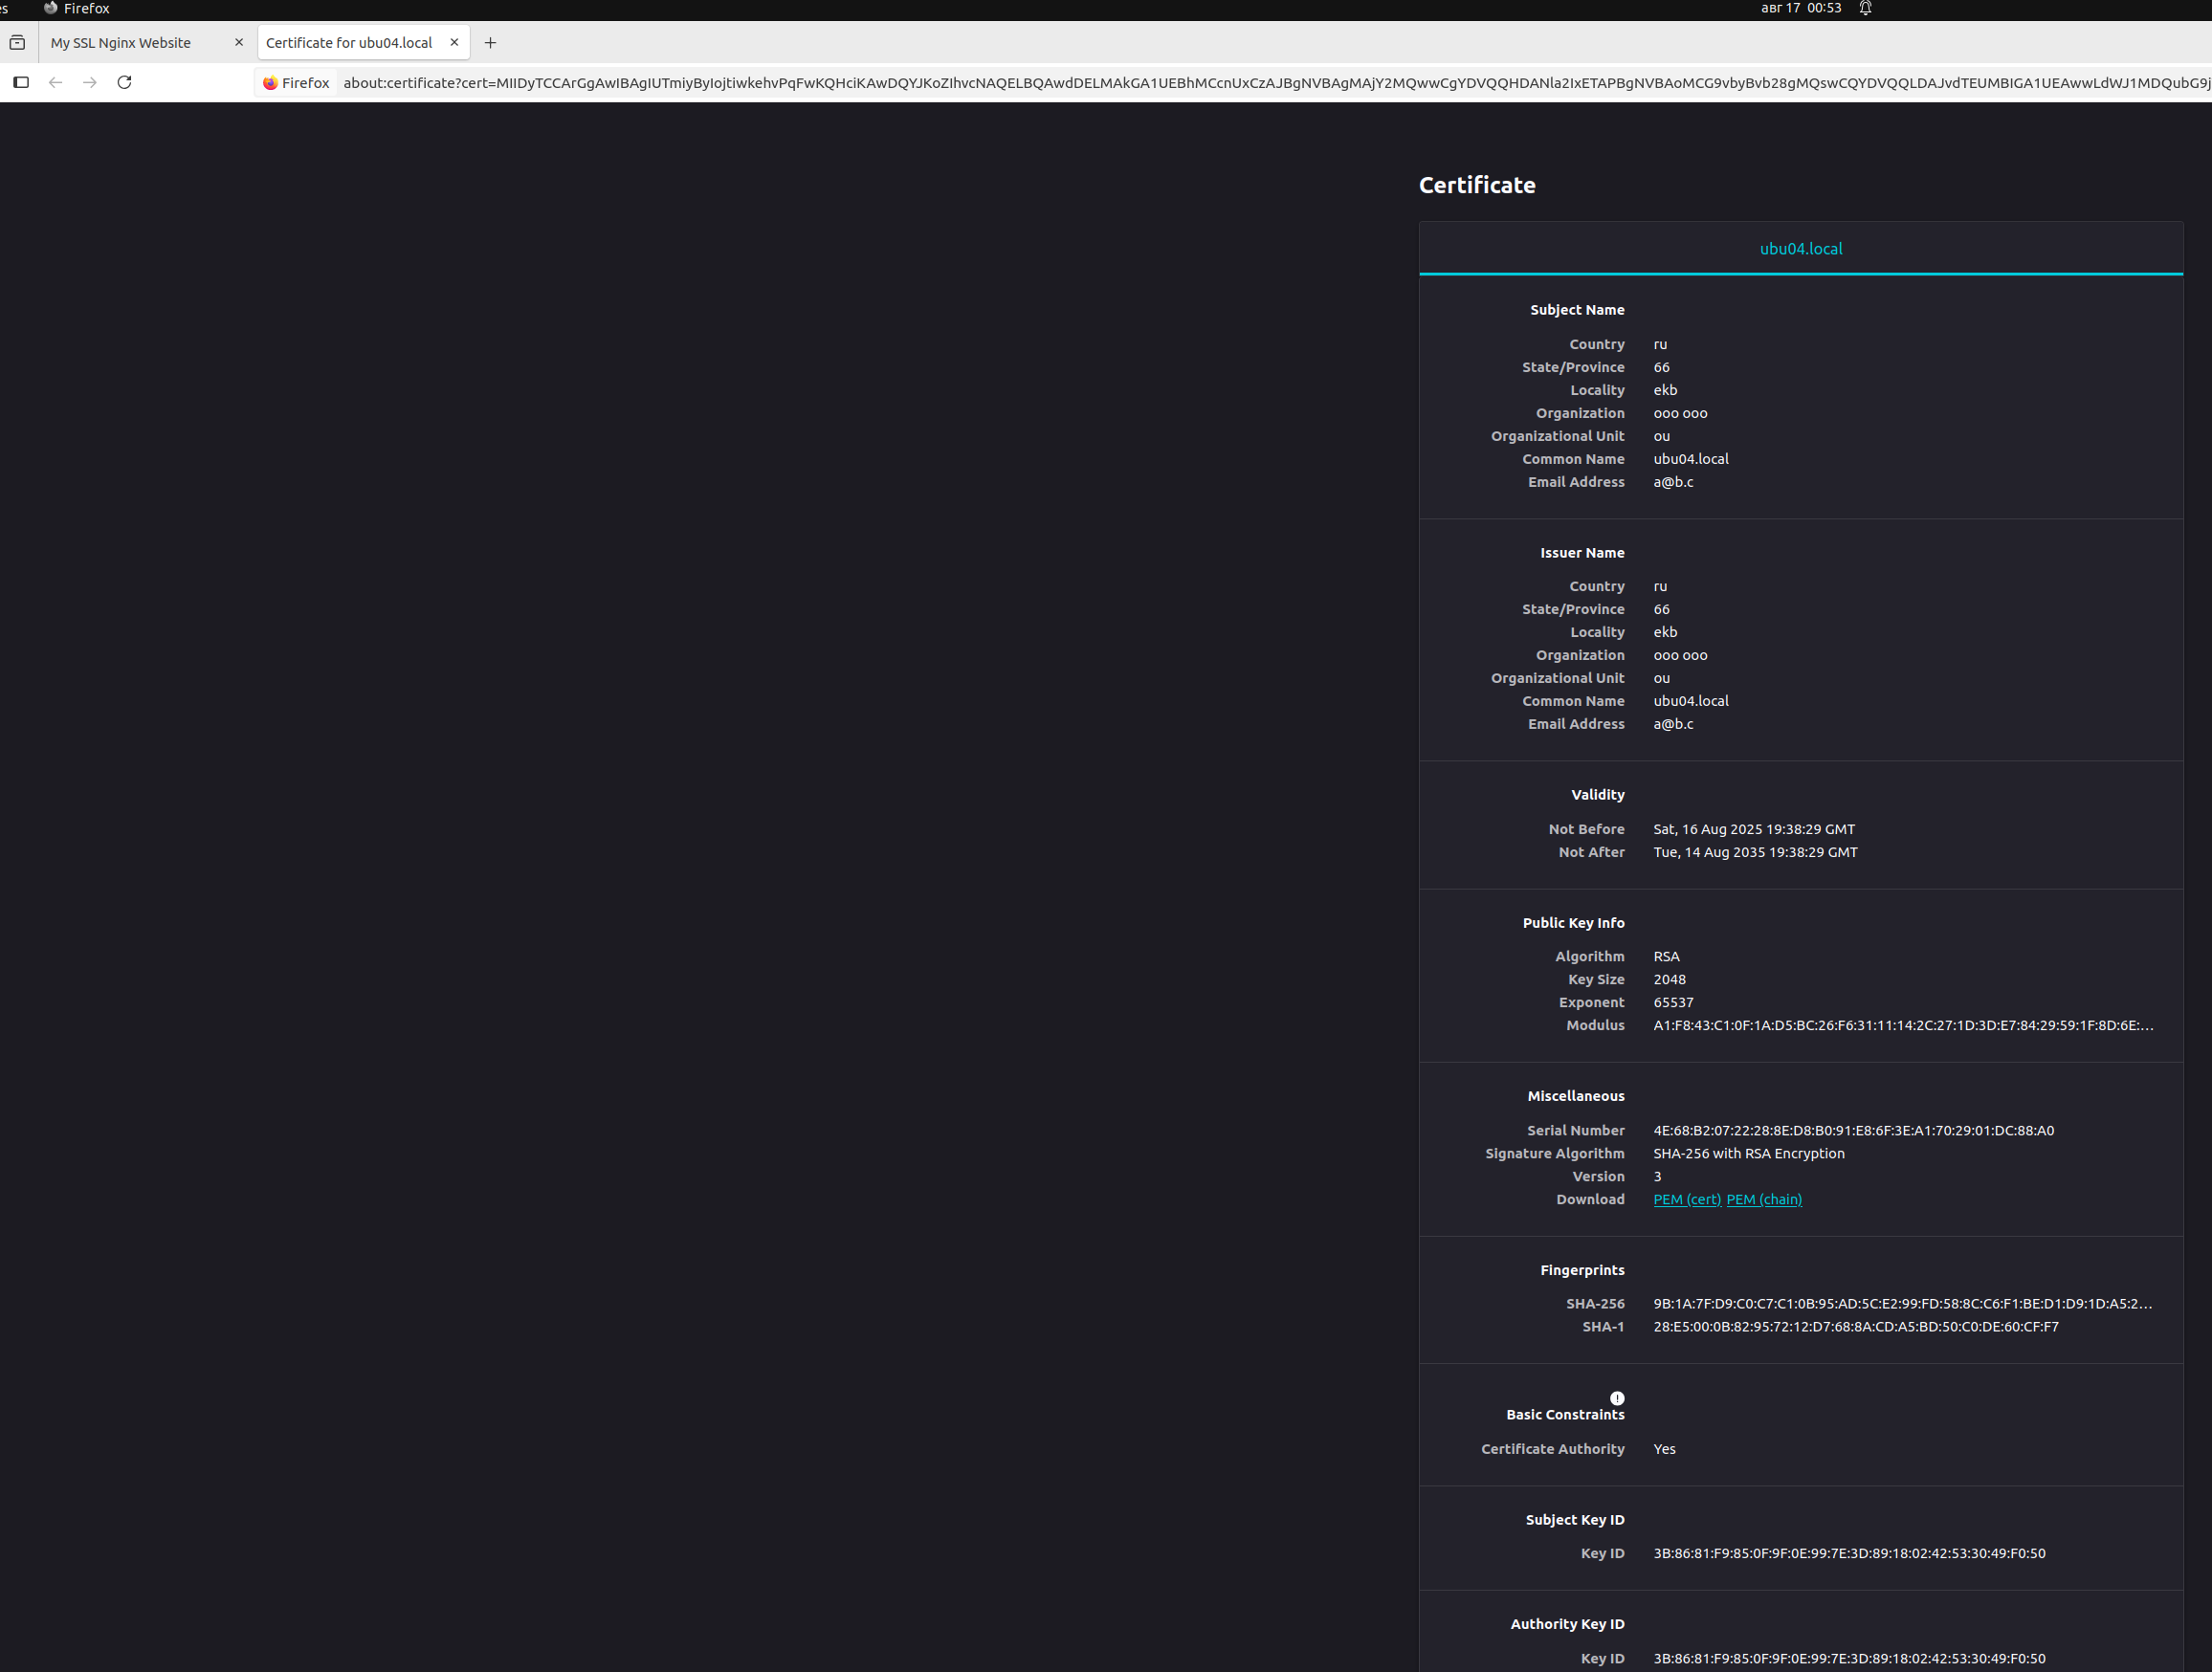 es Firefox авг 17 00:53
My SSL Nginx Website Certificate for ubu04.local
Firefox about:certificate?cert=MIIDyTCCArGgAwIBAgIUTmiyByIojtiwkehvPqFwKQHciKAwDQYJKoZIhvcNAQELBQAwdDELMAkGA1UEBhMCcnUxCzAJBgNVBAgMAjY2MQwwCgYDVQQHDANla2IxETAPBgNVBAoMCG9vbyBvb28gMQswCQYDVQQLDAJvdTEUMBIGA1UEAwwLdWJ1MDQubG9j
Certificate
ubu04.local
Subject Name
Country ru
State/Province 66
Locality ekb
Organization ooo ooo
Organizational Unit ou
Common Name ubu04.local
Email Address a@b.c
Issuer Name
Country ru
State/Province 66
Locality ekb
Organization ooo ooo
Organizational Unit ou
Common Name ubu04.local
Email Address a@b.c
Validity
Not Before Sat, 16 Aug 2025 19:38:29 GMT
Not After Tue, 14 Aug 2035 19:38:29 GMT
Public Key Info
Algorithm RSA
Key Size 2048
Exponent 65537
Modulus A1:F8:43:C1:0F:1A:D5:BC:26:F6:31:11:14:2C:27:1D:3D:E7:84:29:59:1F:8D:6E:…
Miscellaneous
Serial Number 4E:68:B2:07:22:28:8E:D8:B0:91:E8:6F:3E:A1:70:29:01:DC:88:A0
Signature Algorithm SHA-256 with RSA Encryption
Version 3
Download PEM (cert) PEM (chain)
Fingerprints
SHA-256 9B:1A:7F:D9:C0:C7:C1:0B:95:AD:5C:E2:99:FD:58:8C:C6:F1:BE:D1:D9:1D:A5:2…
SHA-1 28:E5:00:0B:82:95:72:12:D7:68:8A:CD:A5:BD:50:C0:DE:60:CF:F7
Basic Constraints
Certificate Authority Yes
Subject Key ID
Key ID 3B:86:81:F9:85:0F:9F:0E:99:7E:3D:89:18:02:42:53:30:49:F0:50
Authority Key ID
Key ID 3B:86:81:F9:85:0F:9F:0E:99:7E:3D:89:18:02:42:53:30:49:F0:50